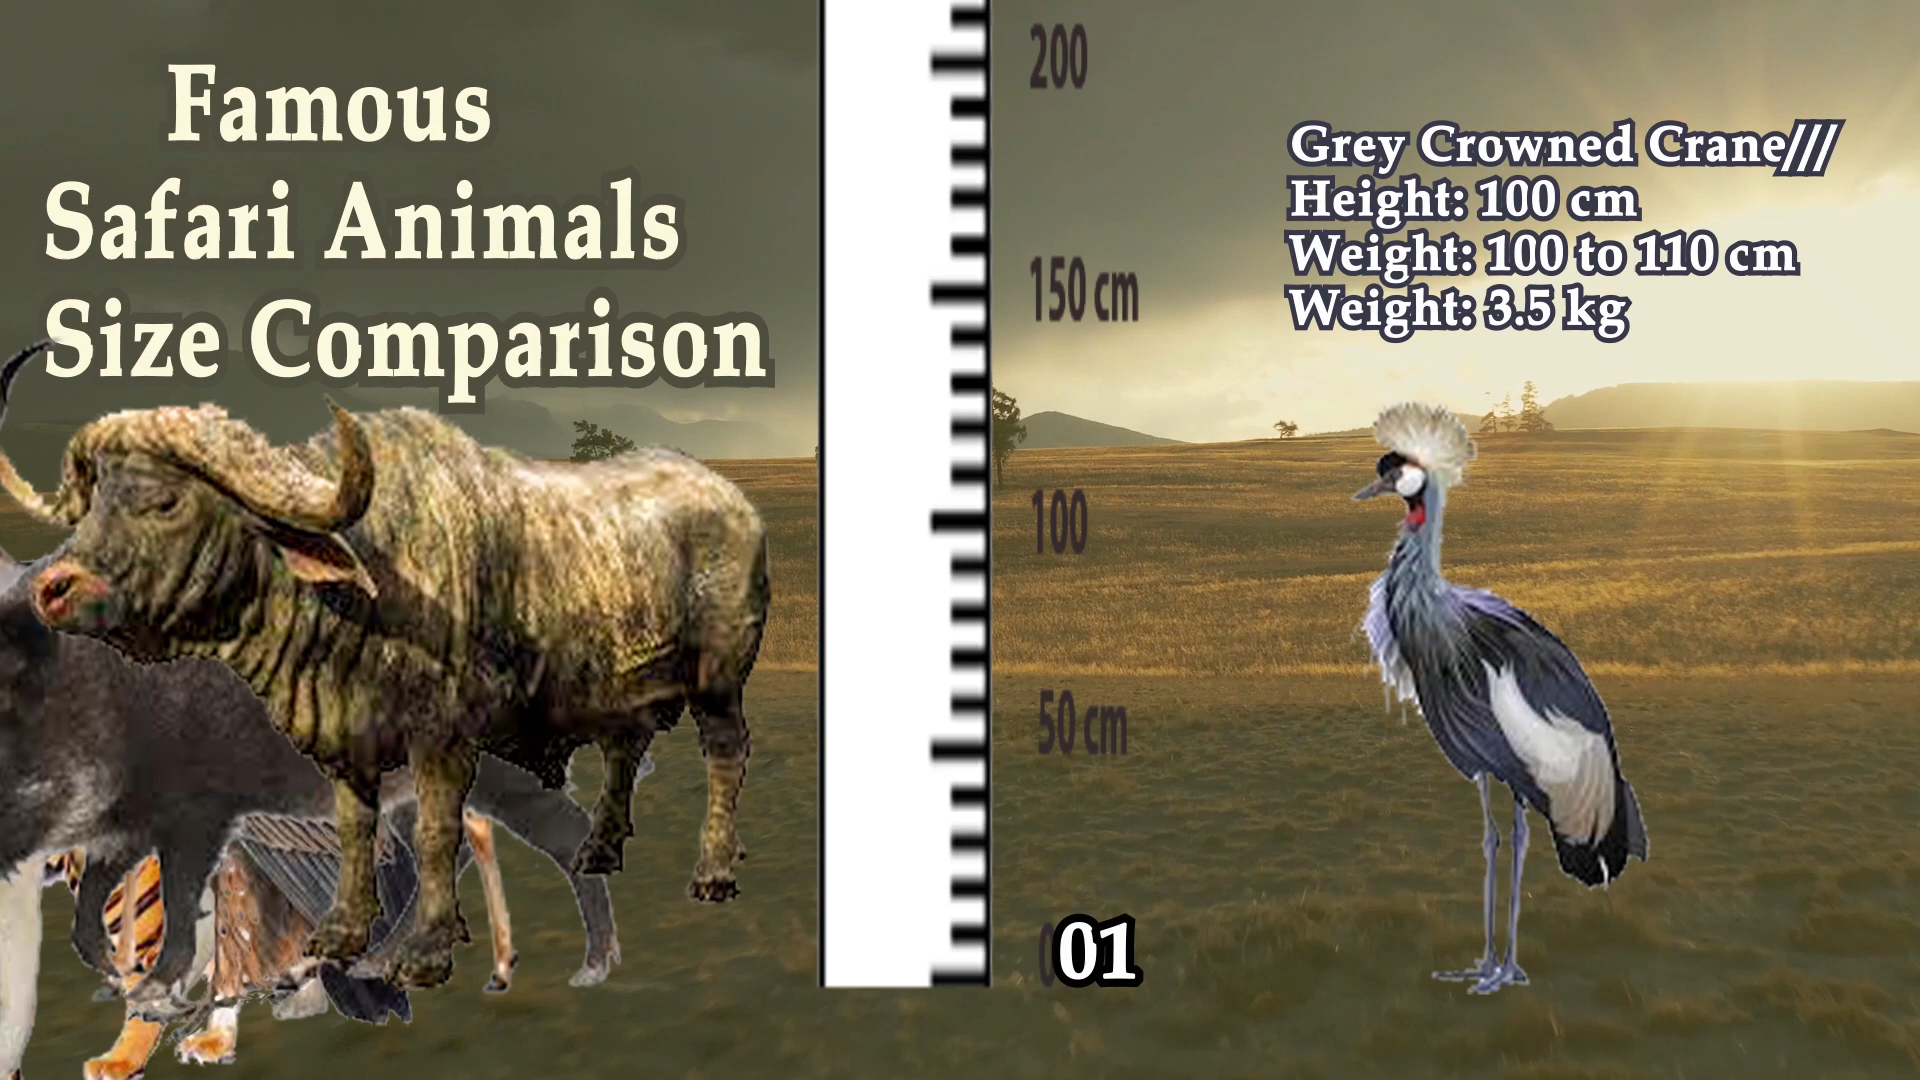 Famous
Safari Animals
Size Comparison
200
150 cm
100
50 cm
0
01
Grey Crowned Crane///
Height: 100 cm
Weight: 100 to 110 cm
Weight: 3.5 kg